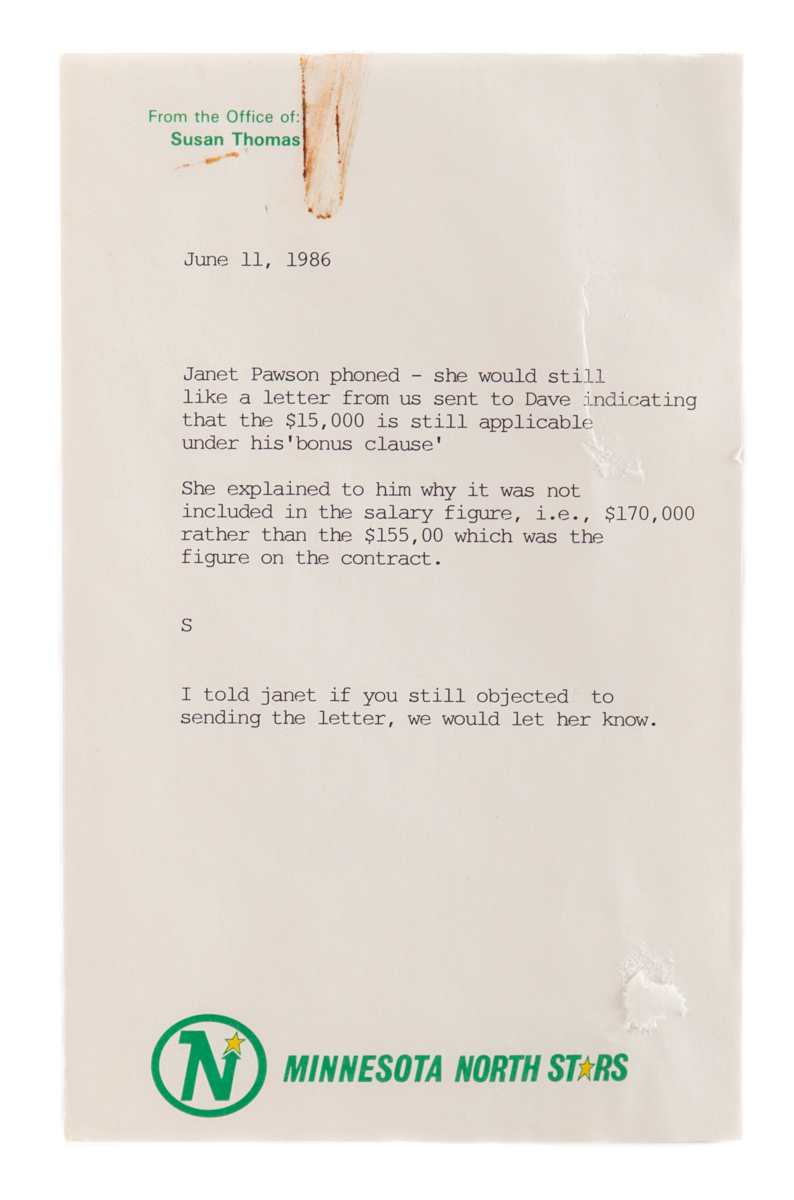 From the Office of:
Susan Thomas
June 11, 1986
Janet Pawson phoned - she would still
like a letter from us sent to Dave indicating
that the $15,000 is still applicable
under his'bonus clause'
She explained to him why it was not
included in the salary figure, i.e., $170,000
rather than the $155,00 which was the
figure on the contract.
S
I told janet if you still objected to
sending the letter, we would let her know.
N MINNESOTA NORTH STARS